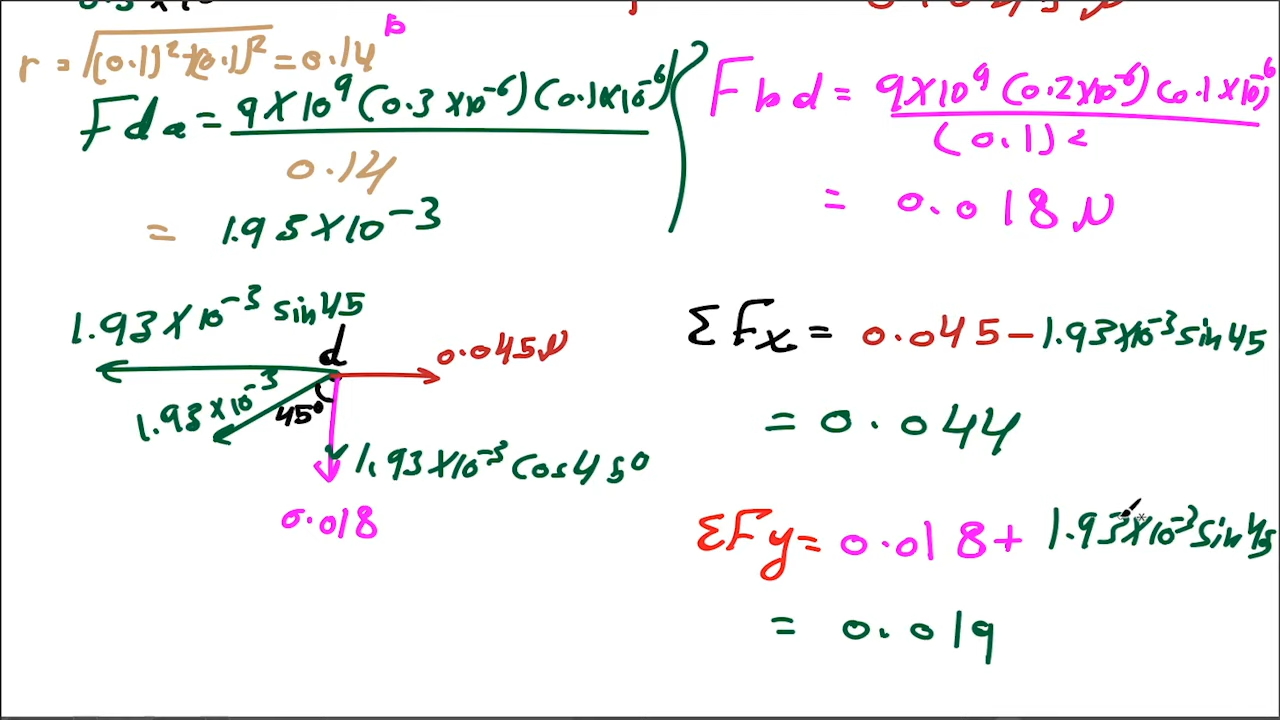 r = √(0.1)²+(0.1)² = 0.14
Fda = 9×10⁹ (0.3×10⁻⁶)(0.1×10⁻⁶)
0.14
= 1.93×10⁻³
Fbd = 9×10⁹ (0.2×10⁻⁶)(0.1×10⁻⁶)
(0.1)²
= 0.018 N
1.93×10⁻³ sin45
d
0.045N
1.93×10⁻³
45°
1.93×10⁻³ cos45°
0.018
ΣFx = 0.045 − 1.93×10⁻³ sin45
= 0.044
ΣFy = 0.018 + 1.93×10⁻³ sin45
= 0.019